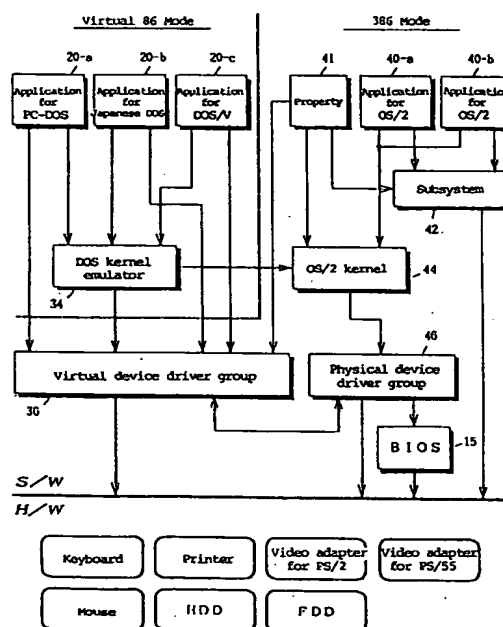 Virtual 86 Mode
386 Mode
20-a
20-b
20-c
41
40-a
40-b
Application
for
PC-DOS
Application
for
Japanese DOS
Application
for
DOS/V
Property
Application
for
OS/2
Application
for
OS/2
Subsystem
42
DOS kernel
emulator
34
OS/2 kernel
44
46
Virtual device driver group
30
Physical device
driver group
BIOS
15
S/W
H/W
Keyboard
Printer
Video adapter
for PS/2
Video adapter
for PS/55
Mouse
HDD
FDD